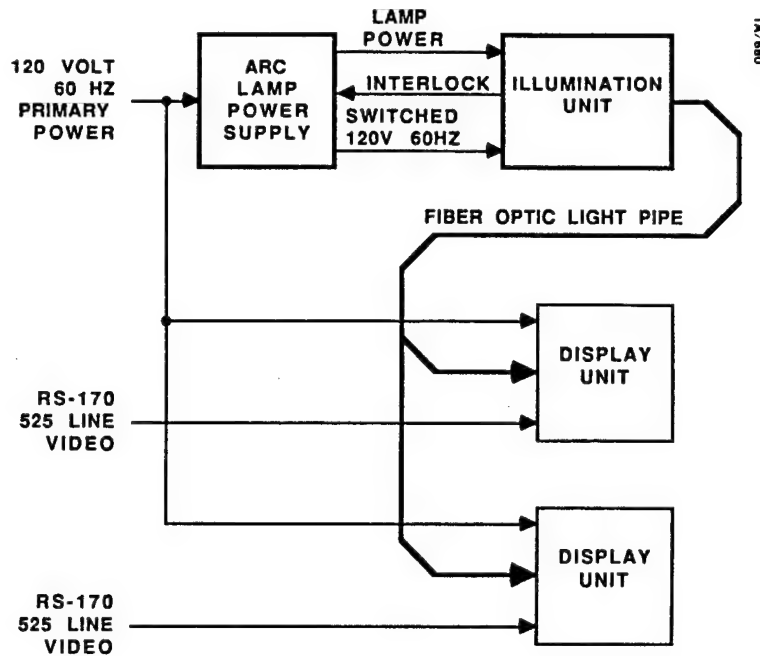 LAMP
POWER
120 VOLT
60 HZ
PRIMARY
POWER
ARC
LAMP
POWER
SUPPLY
INTERLOCK
SWITCHED
120V 60HZ
ILLUMINATION
UNIT
FIBER OPTIC LIGHT PIPE
DISPLAY
UNIT
RS-170
525 LINE
VIDEO
DISPLAY
UNIT
RS-170
525 LINE
VIDEO